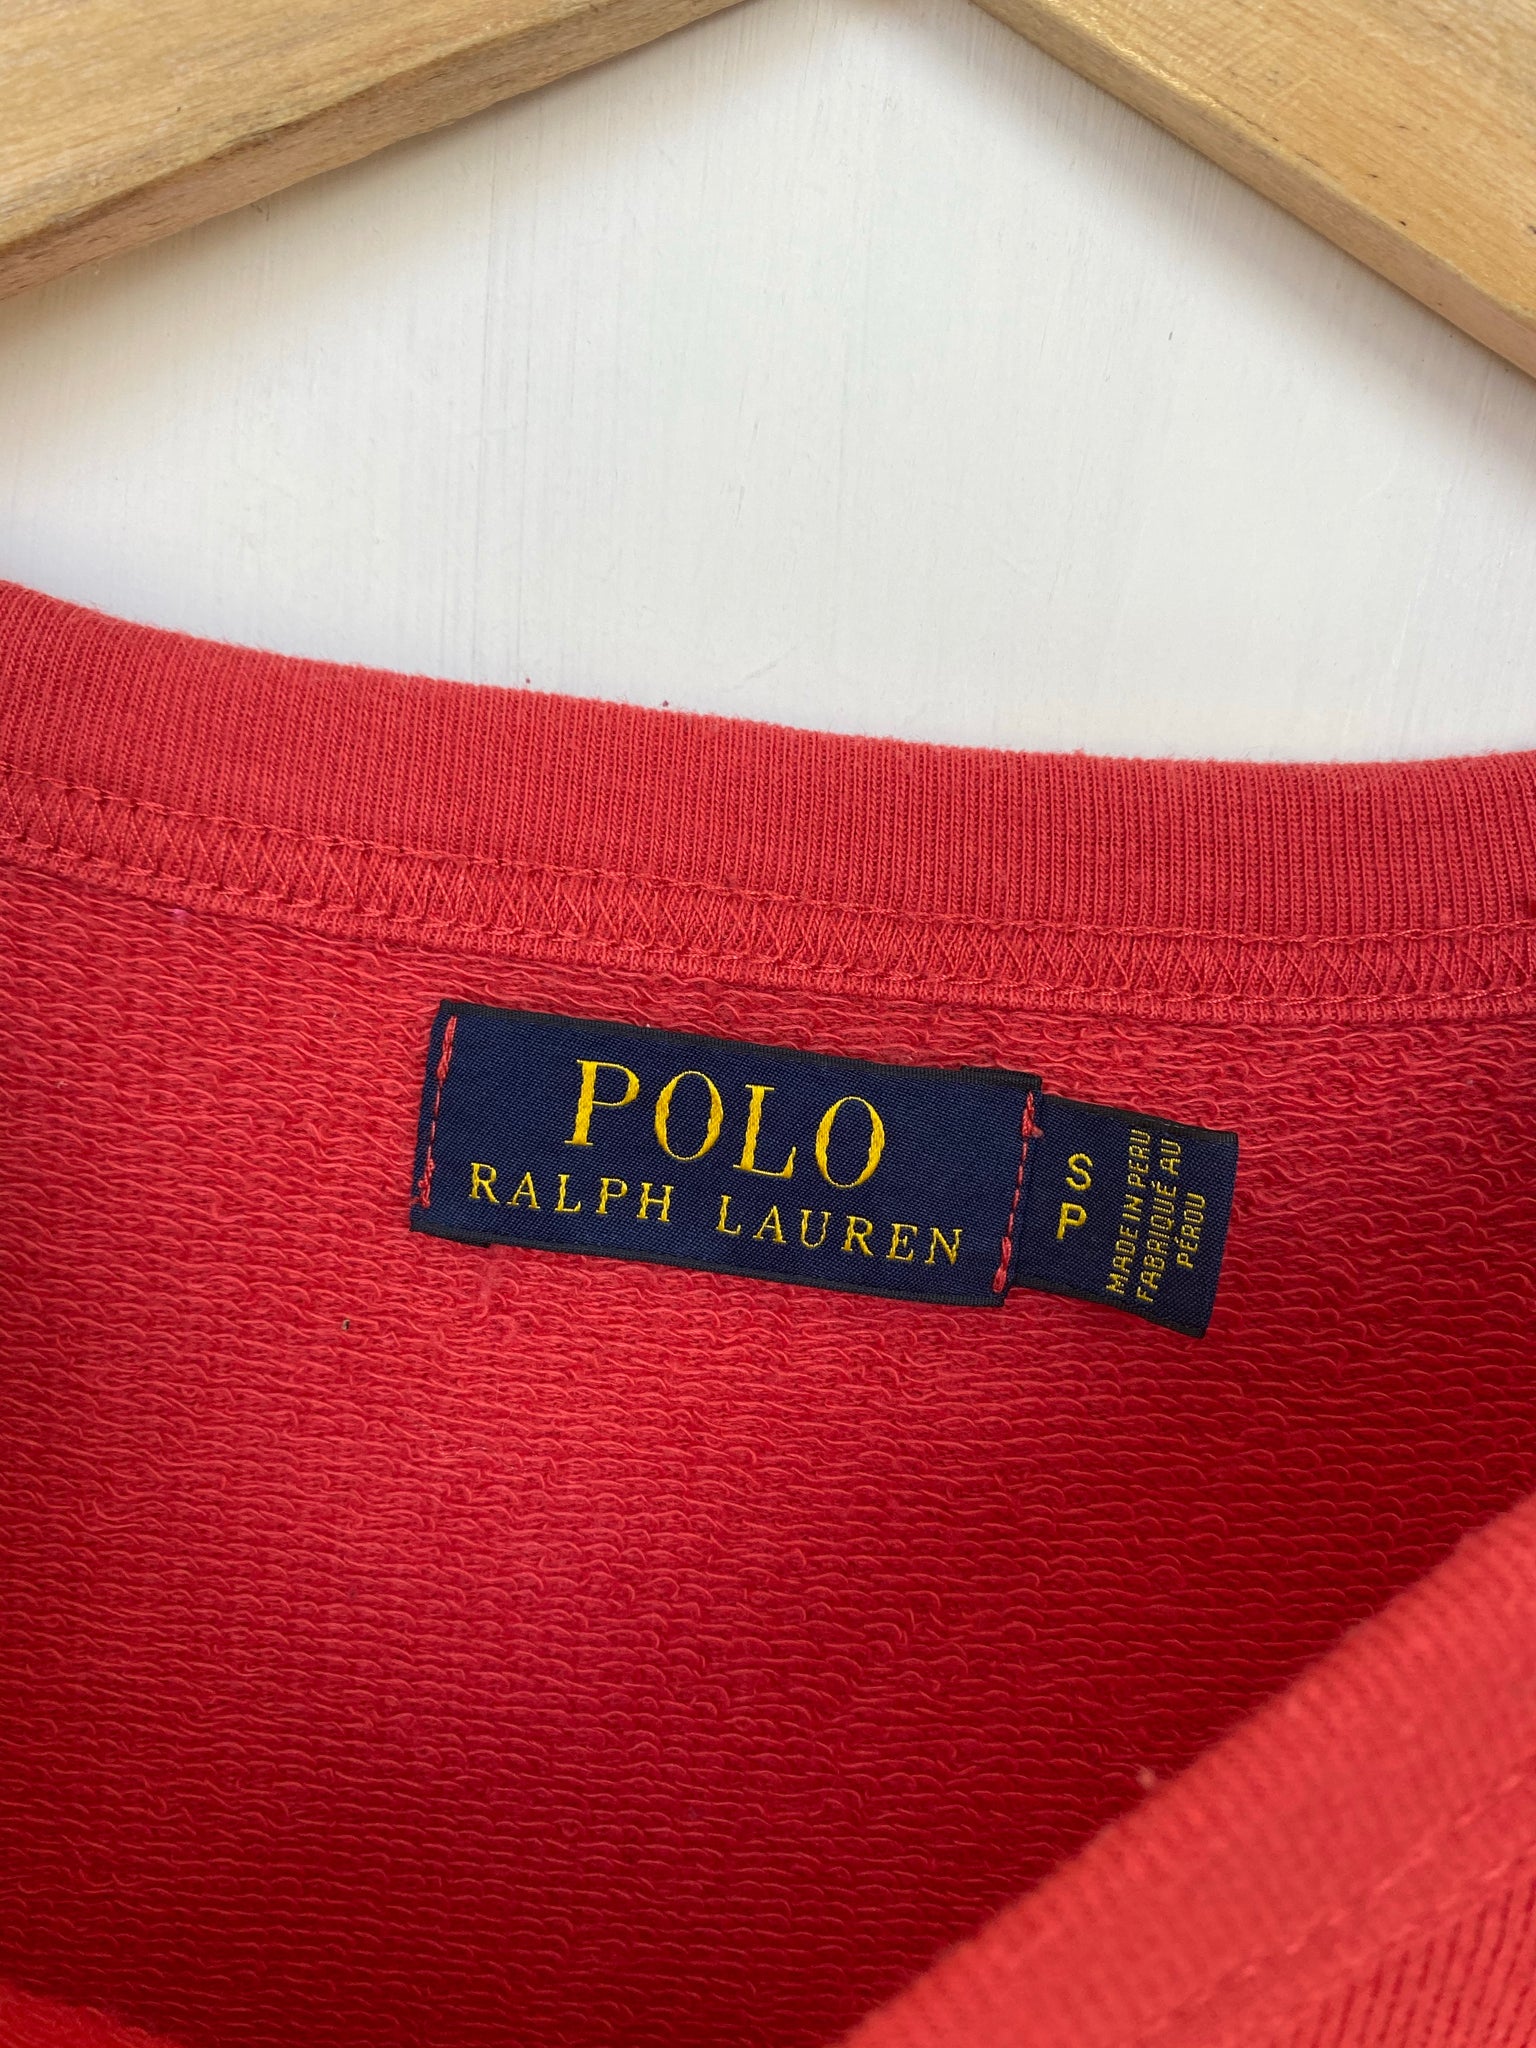 POLO
RALPH LAUREN
S
P
MADE IN PERU
FABRIQUÉ AU
PÉROU